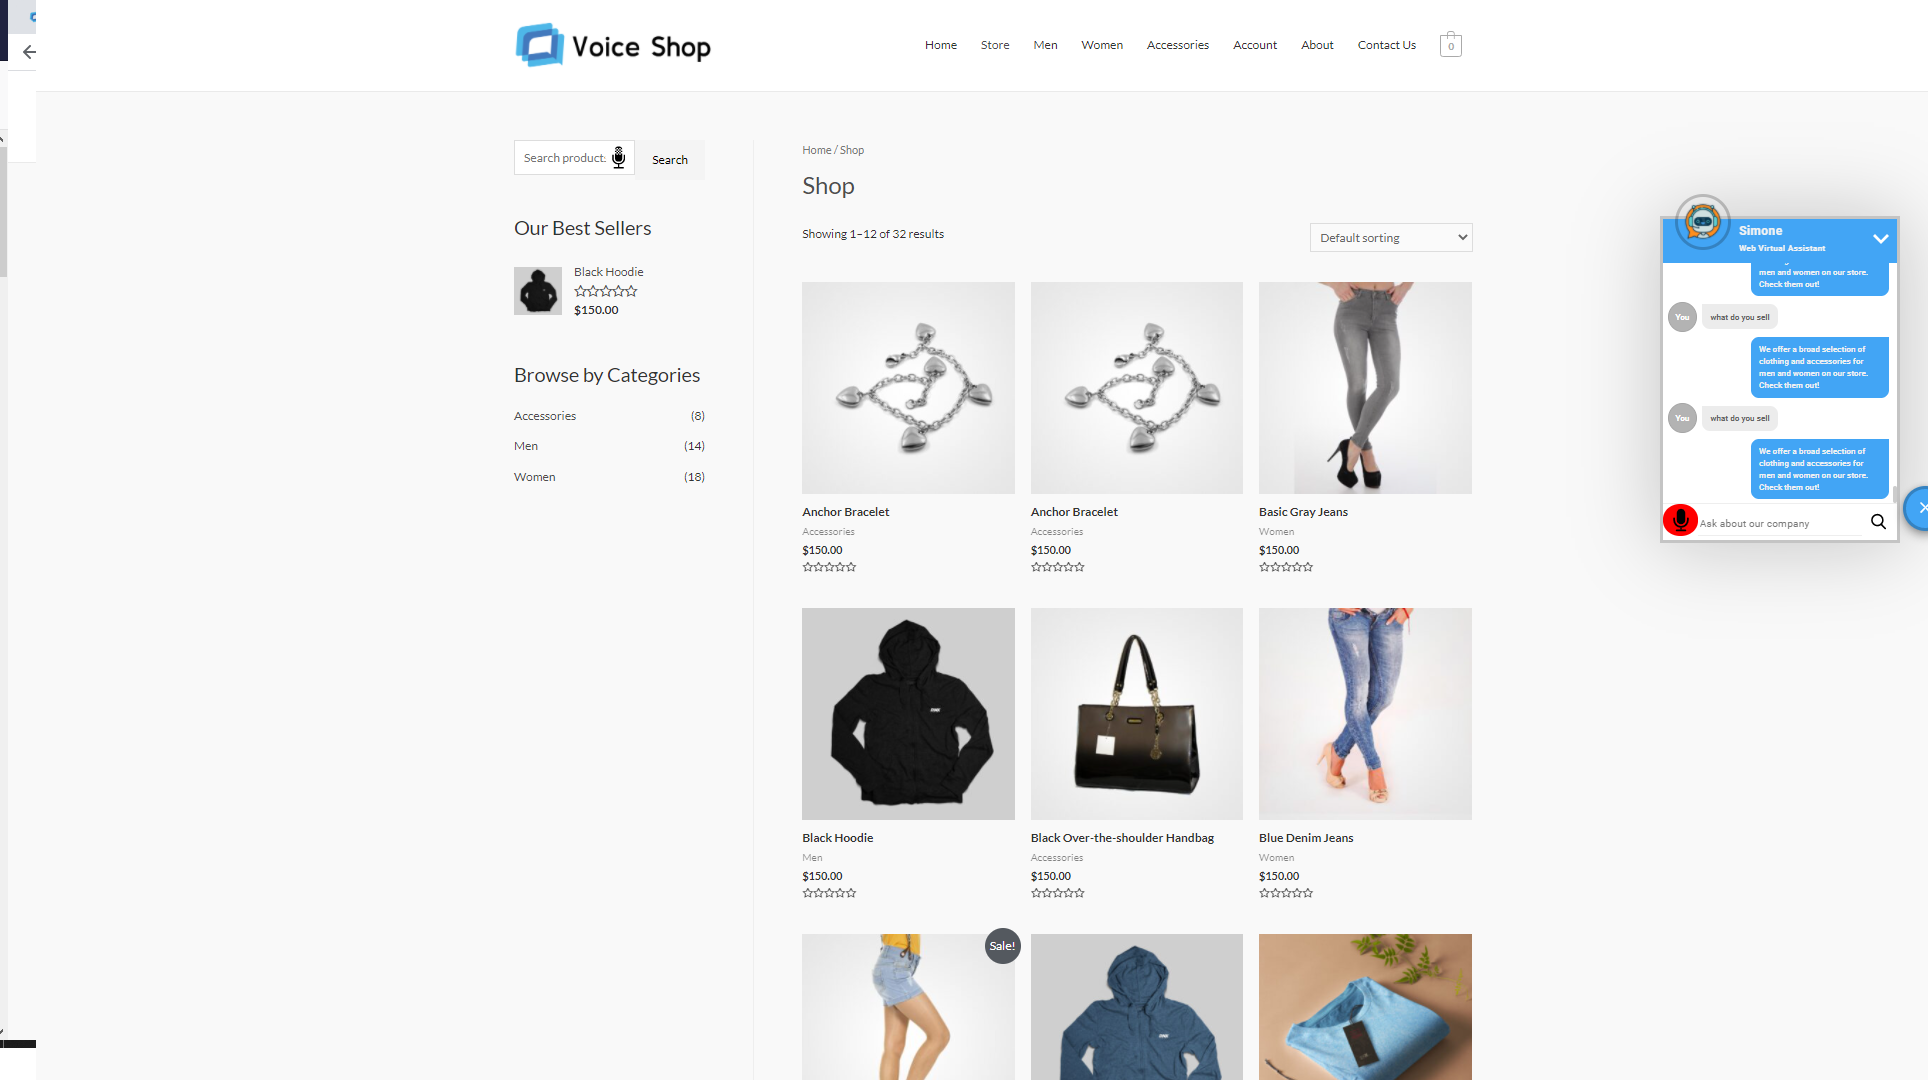 Voice Shop
Home
Store
Men
Women
Accessories
Account
About
Contact Us
0
Search product
Search
Our Best Sellers
Black Hoodie
$150.00
Browse by Categories
Accessories (8)
Men (14)
Women (18)
Home / Shop
Shop
Showing 1–12 of 32 results
Default sorting
Anchor Bracelet
Accessories
$150.00
Anchor Bracelet
Accessories
$150.00
Basic Gray Jeans
Women
$150.00
Black Hoodie
Men
$150.00
Black Over-the-shoulder Handbag
Accessories
$150.00
Blue Denim Jeans
Women
$150.00
Sale!
Simone
Web Virtual Assistant
men and women on our store.
Check them out!
You
what do you sell
We offer a broad selection of
clothing and accessories for
men and women on our store.
Check them out!
You
what do you sell
We offer a broad selection of
clothing and accessories for
men and women on our store.
Check them out!
Ask about our company